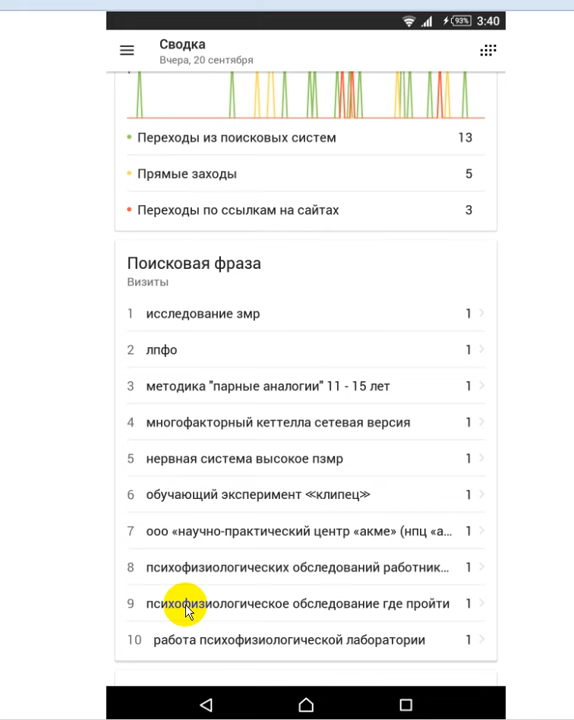 93% 3:40
Сводка
Вчера, 20 сентября
Переходы из поисковых систем 13
Прямые заходы 5
Переходы по ссылкам на сайтах 3
Поисковая фраза
Визиты
1 исследование змр 1
2 лпфо 1
3 методика "парные аналогии" 11 - 15 лет 1
4 многофакторный кеттелла сетевая версия 1
5 нервная система высокое пзмр 1
6 обучающий эксперимент ≪клипец≫ 1
7 ооо «научно-практический центр «акме» (нпц «а... 1
8 психофизиологических обследований работник... 1
9 психофизиологическое обследование где пройти 1
10 работа психофизиологической лаборатории 1